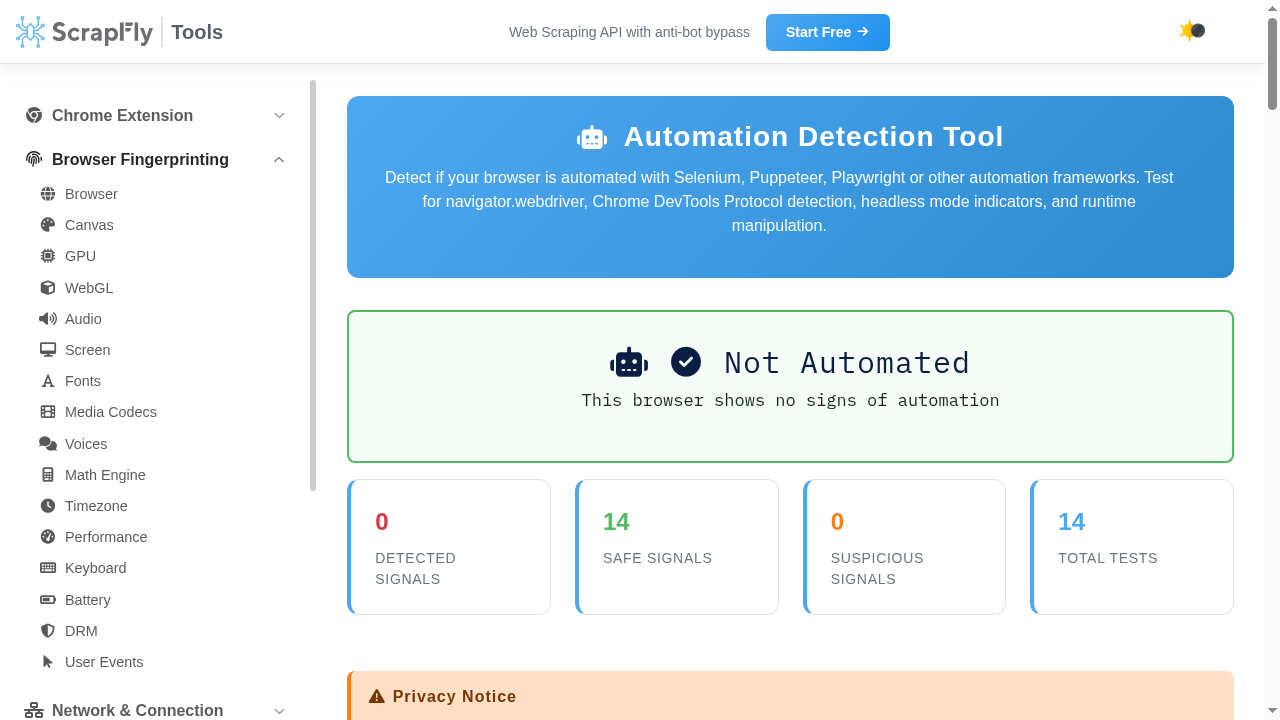 ScrapFly Tools
Web Scraping API with anti-bot bypass
Start Free
Chrome Extension
Browser Fingerprinting
Browser
Canvas
GPU
WebGL
Audio
Screen
Fonts
Media Codecs
Voices
Math Engine
Timezone
Performance
Keyboard
Battery
DRM
User Events
Network & Connection
Automation Detection Tool
Detect if your browser is automated with Selenium, Puppeteer, Playwright or other automation frameworks. Test
for navigator.webdriver, Chrome DevTools Protocol detection, headless mode indicators, and runtime
manipulation.
Not Automated
This browser shows no signs of automation
0
DETECTED
SIGNALS
14
SAFE SIGNALS
0
SUSPICIOUS
SIGNALS
14
TOTAL TESTS
Privacy Notice